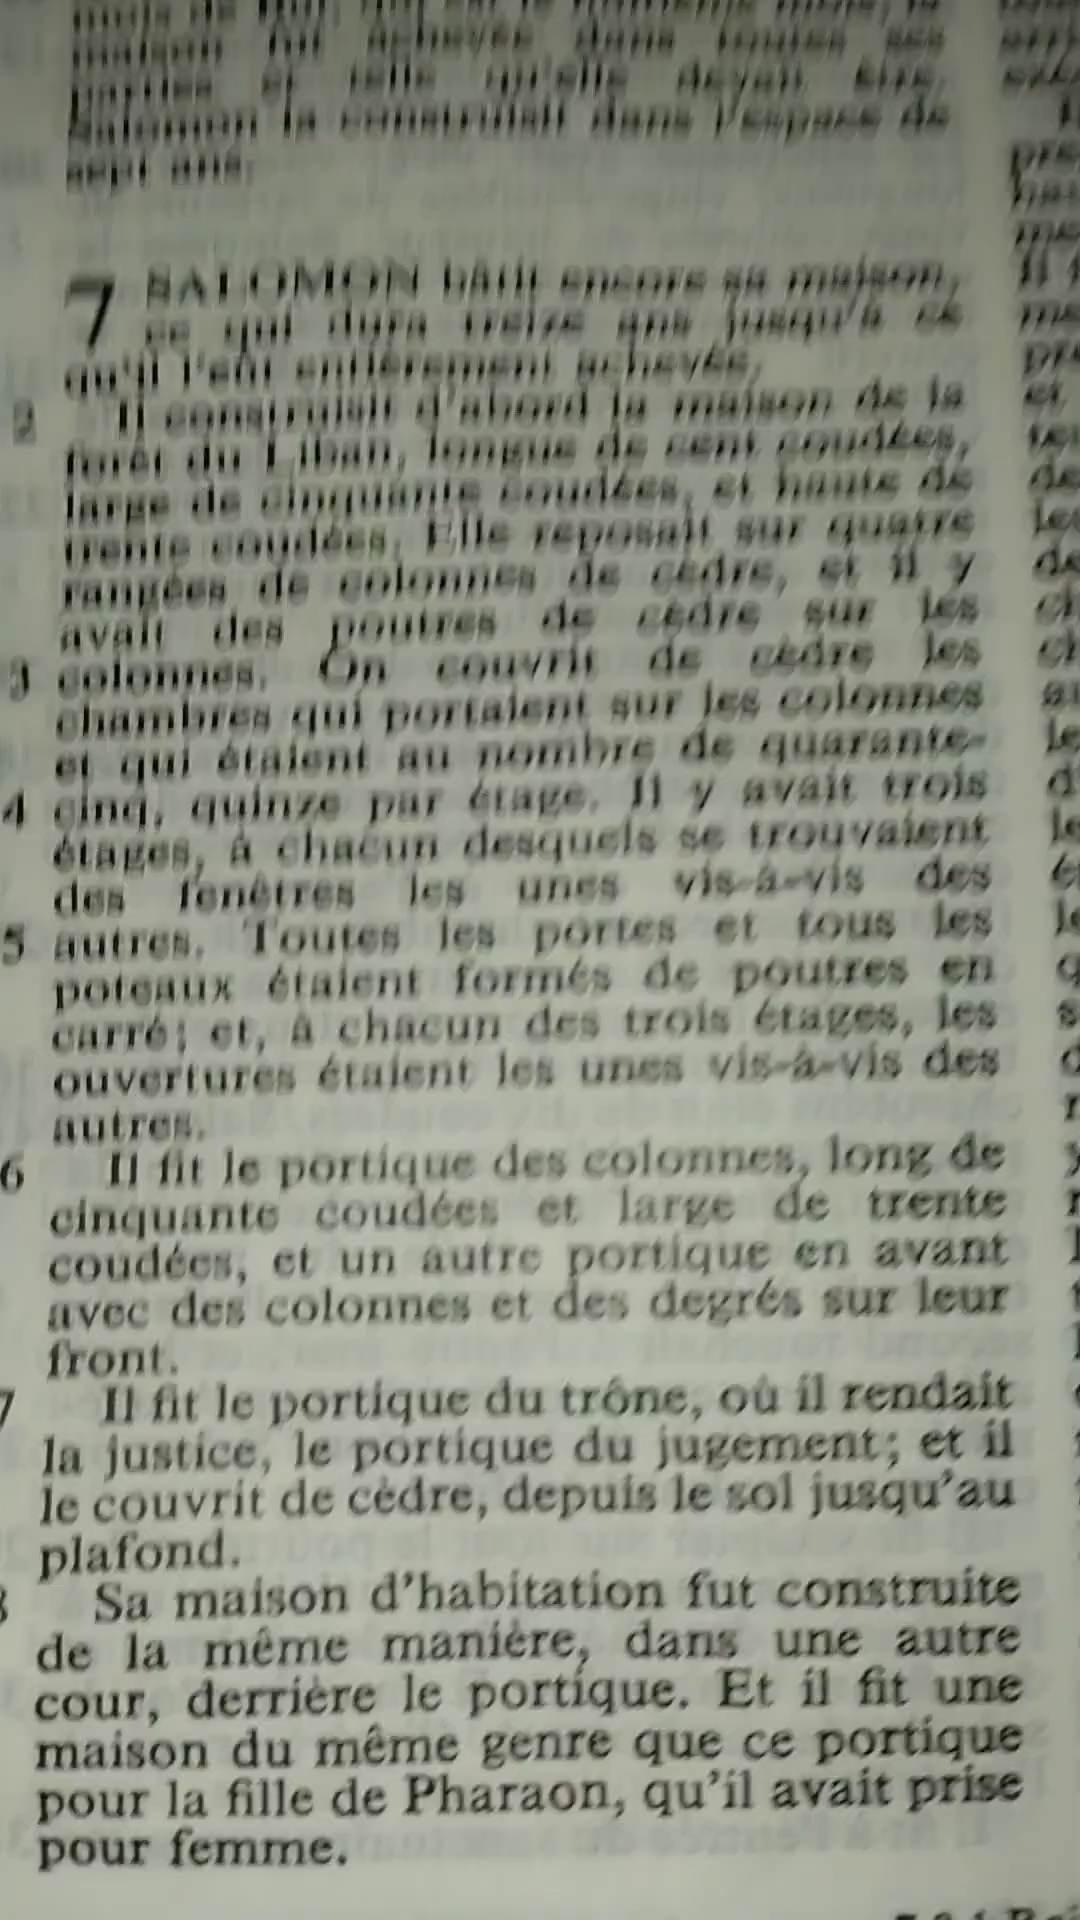 maison fut achevée dans toutes ses
parties et telle qu'elle devait être.
Salomon la construisit dans l'espace de
sept ans.
7 SALOMON bâtit encore sa maison,
ce qui dura treize ans jusqu'à ce
qu'il l'eût entièrement achevée.
2 Il construisit d'abord la maison de la
forêt du Liban, longue de cent coudées,
large de cinquante coudées, et haute de
trente coudées. Elle reposait sur quatre
rangées de colonnes de cèdre, et il y
avait des poutres de cèdre sur les
3 colonnes. On couvrit de cèdre les
chambres qui portaient sur les colonnes
et qui étaient au nombre de quarante-
4 cinq, quinze par étage. Il y avait trois
étages, à chacun desquels se trouvaient
des fenêtres les unes vis-à-vis des
5 autres. Toutes les portes et tous les
poteaux étaient formés de poutres en
carré; et, à chacun des trois étages, les
ouvertures étaient les unes vis-à-vis des
autres.
6 Il fit le portique des colonnes, long de
cinquante coudées et large de trente
coudées, et un autre portique en avant
avec des colonnes et des degrés sur leur
front.
7 Il fit le portique du trône, où il rendait
la justice, le portique du jugement; et il
le couvrit de cèdre, depuis le sol jusqu'au
plafond.
8 Sa maison d'habitation fut construite
de la même manière, dans une autre
cour, derrière le portique. Et il fit une
maison du même genre que ce portique
pour la fille de Pharaon, qu'il avait prise
pour femme.